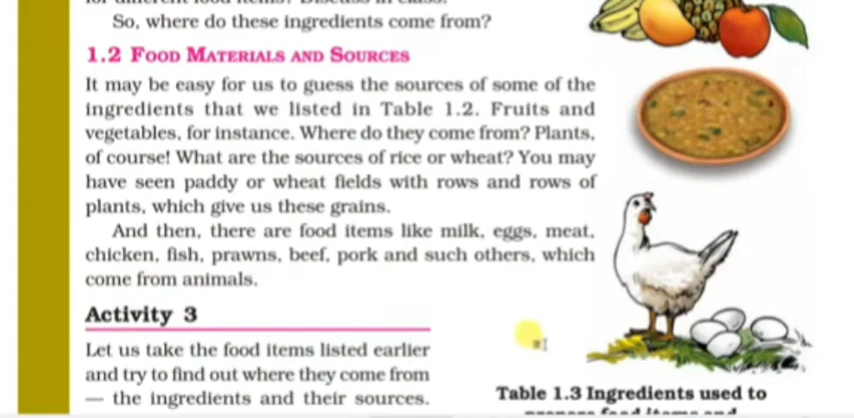 So, where do these ingredients come from?
1.2 FOOD MATERIALS AND SOURCES
It may be easy for us to guess the sources of some of the
ingredients that we listed in Table 1.2. Fruits and
vegetables, for instance. Where do they come from? Plants,
of course! What are the sources of rice or wheat? You may
have seen paddy or wheat fields with rows and rows of
plants, which give us these grains.
And then, there are food items like milk, eggs, meat,
chicken, fish, prawns, beef, pork and such others, which
come from animals.
Activity 3
Let us take the food items listed earlier
and try to find out where they come from
— the ingredients and their sources.
Table 1.3 Ingredients used to